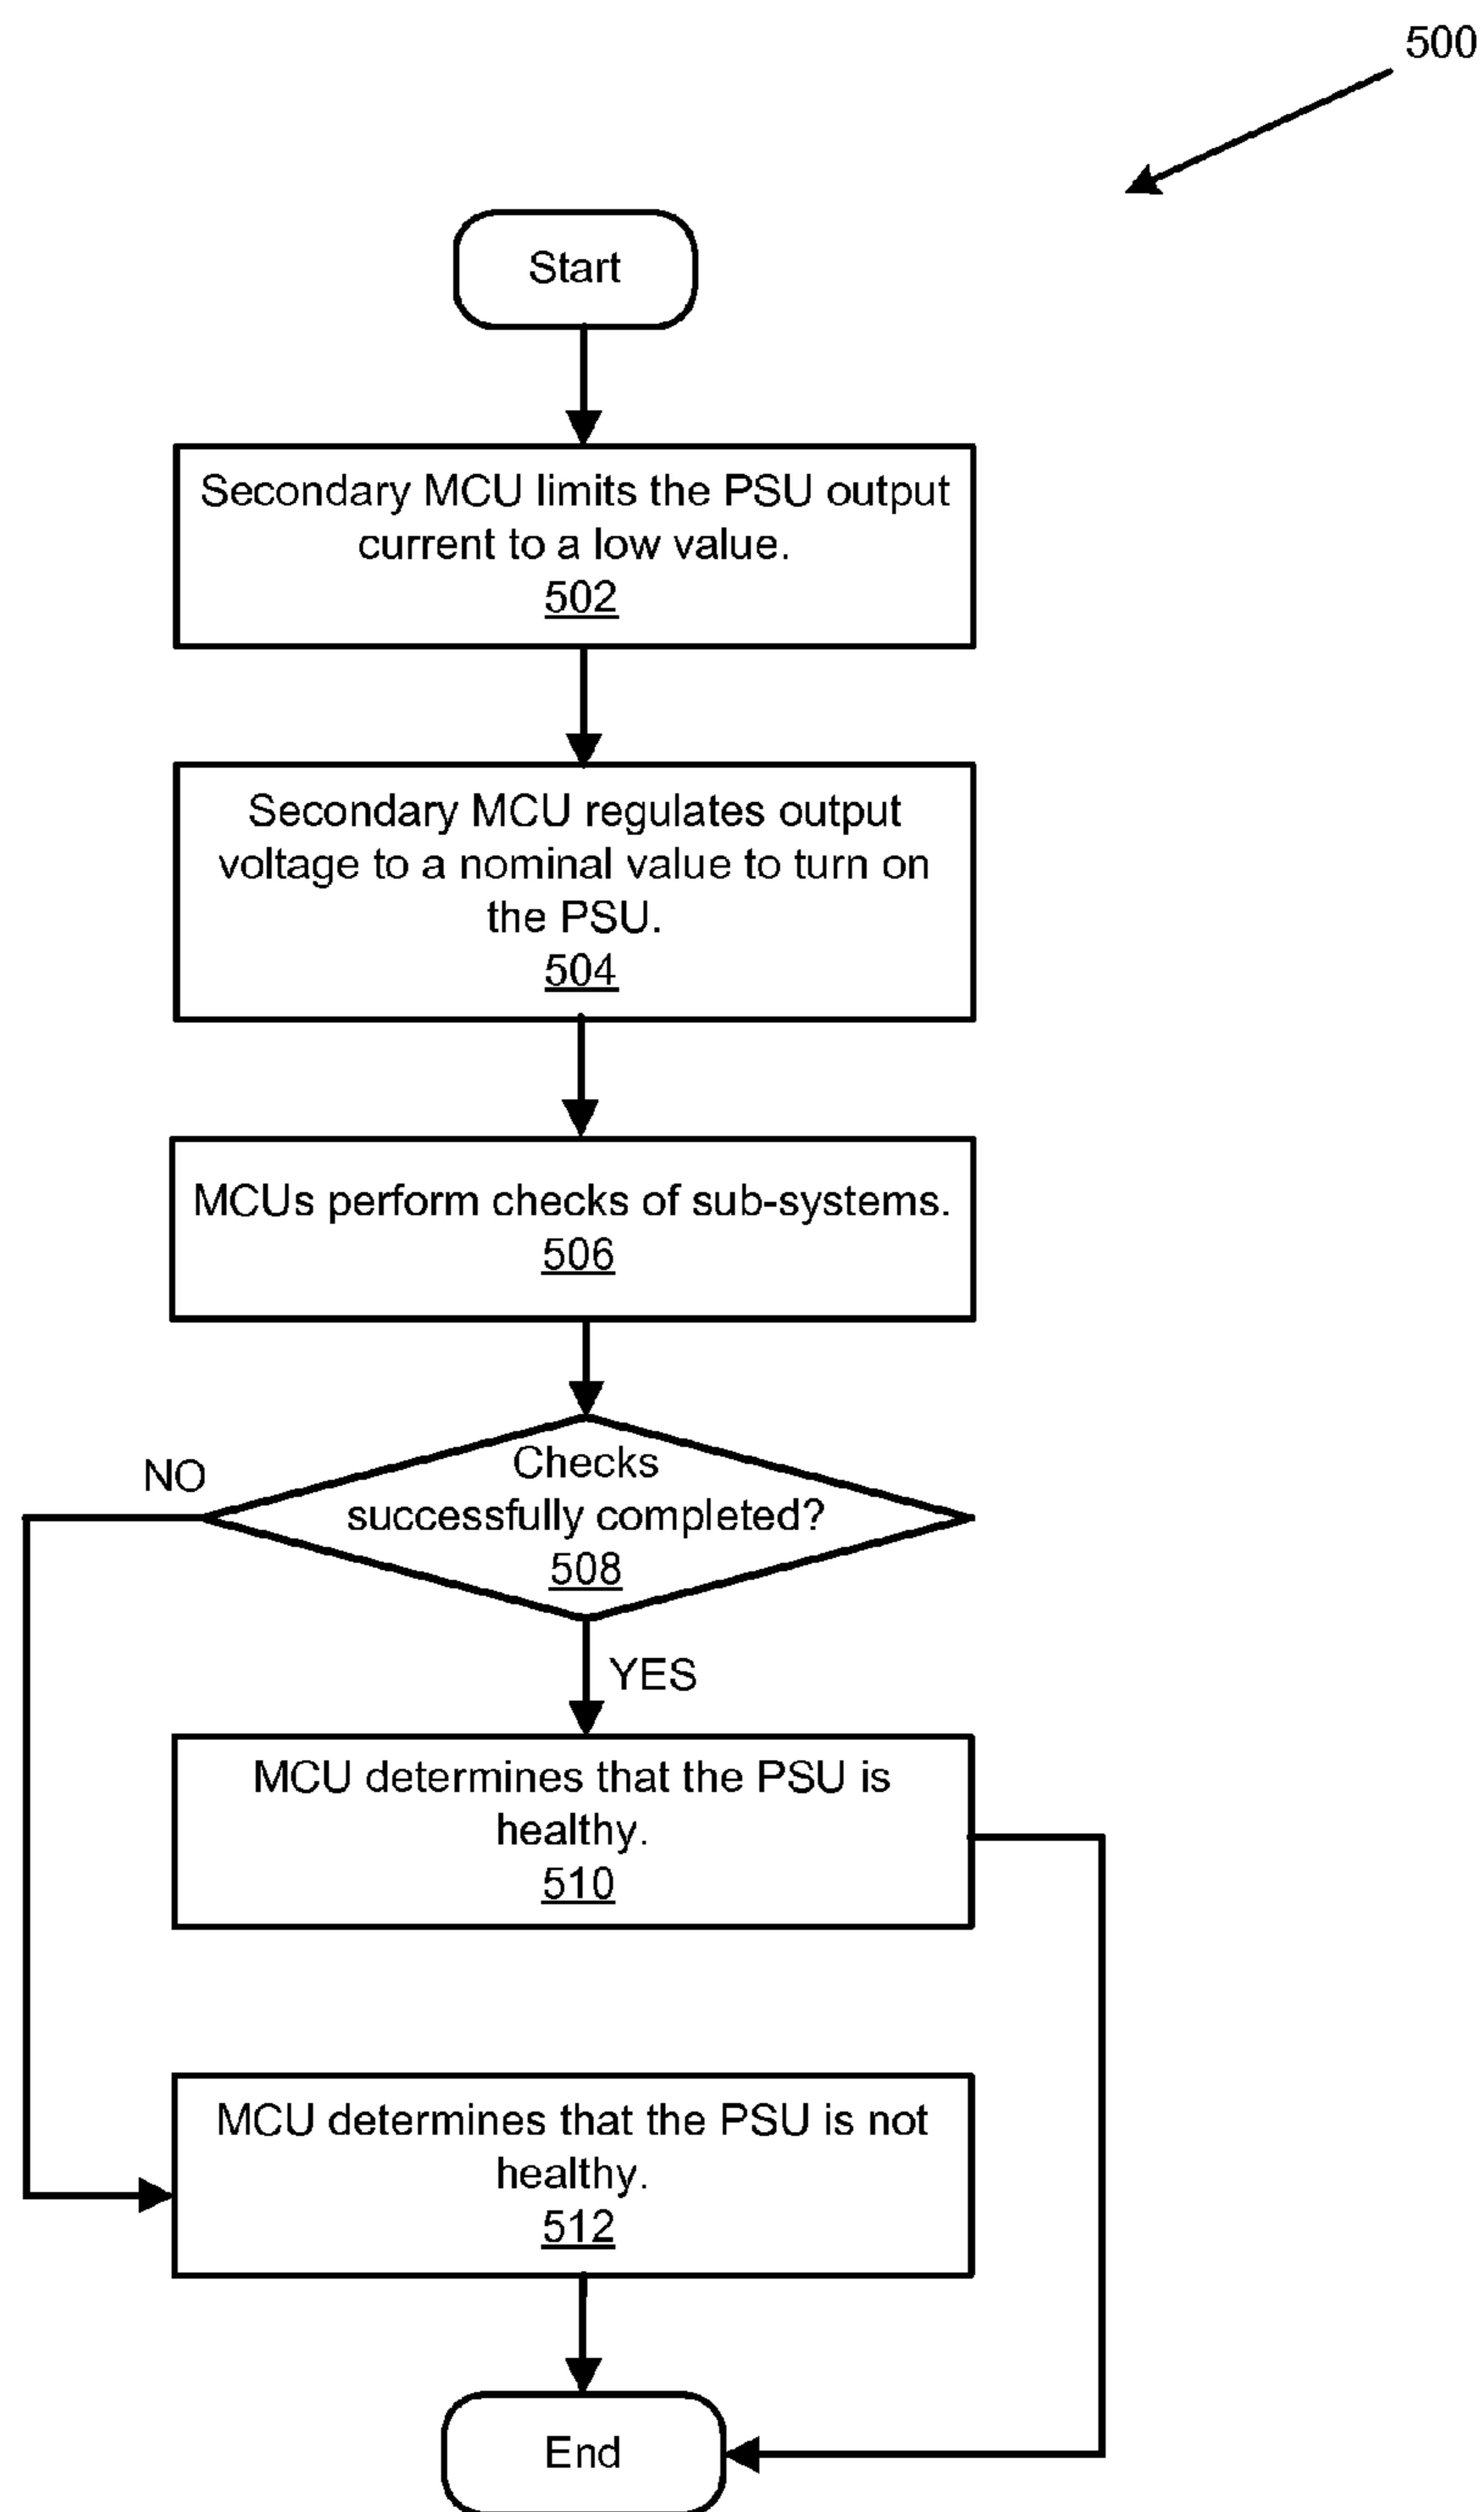 500
Start
Secondary MCU limits the PSU output
current to a low value.
502
Secondary MCU regulates output
voltage to a nominal value to turn on
the PSU.
504
MCUs perform checks of sub-systems.
506
NO
Checks
successfully completed?
508
YES
MCU determines that the PSU is
healthy.
510
MCU determines that the PSU is not
healthy.
512
End